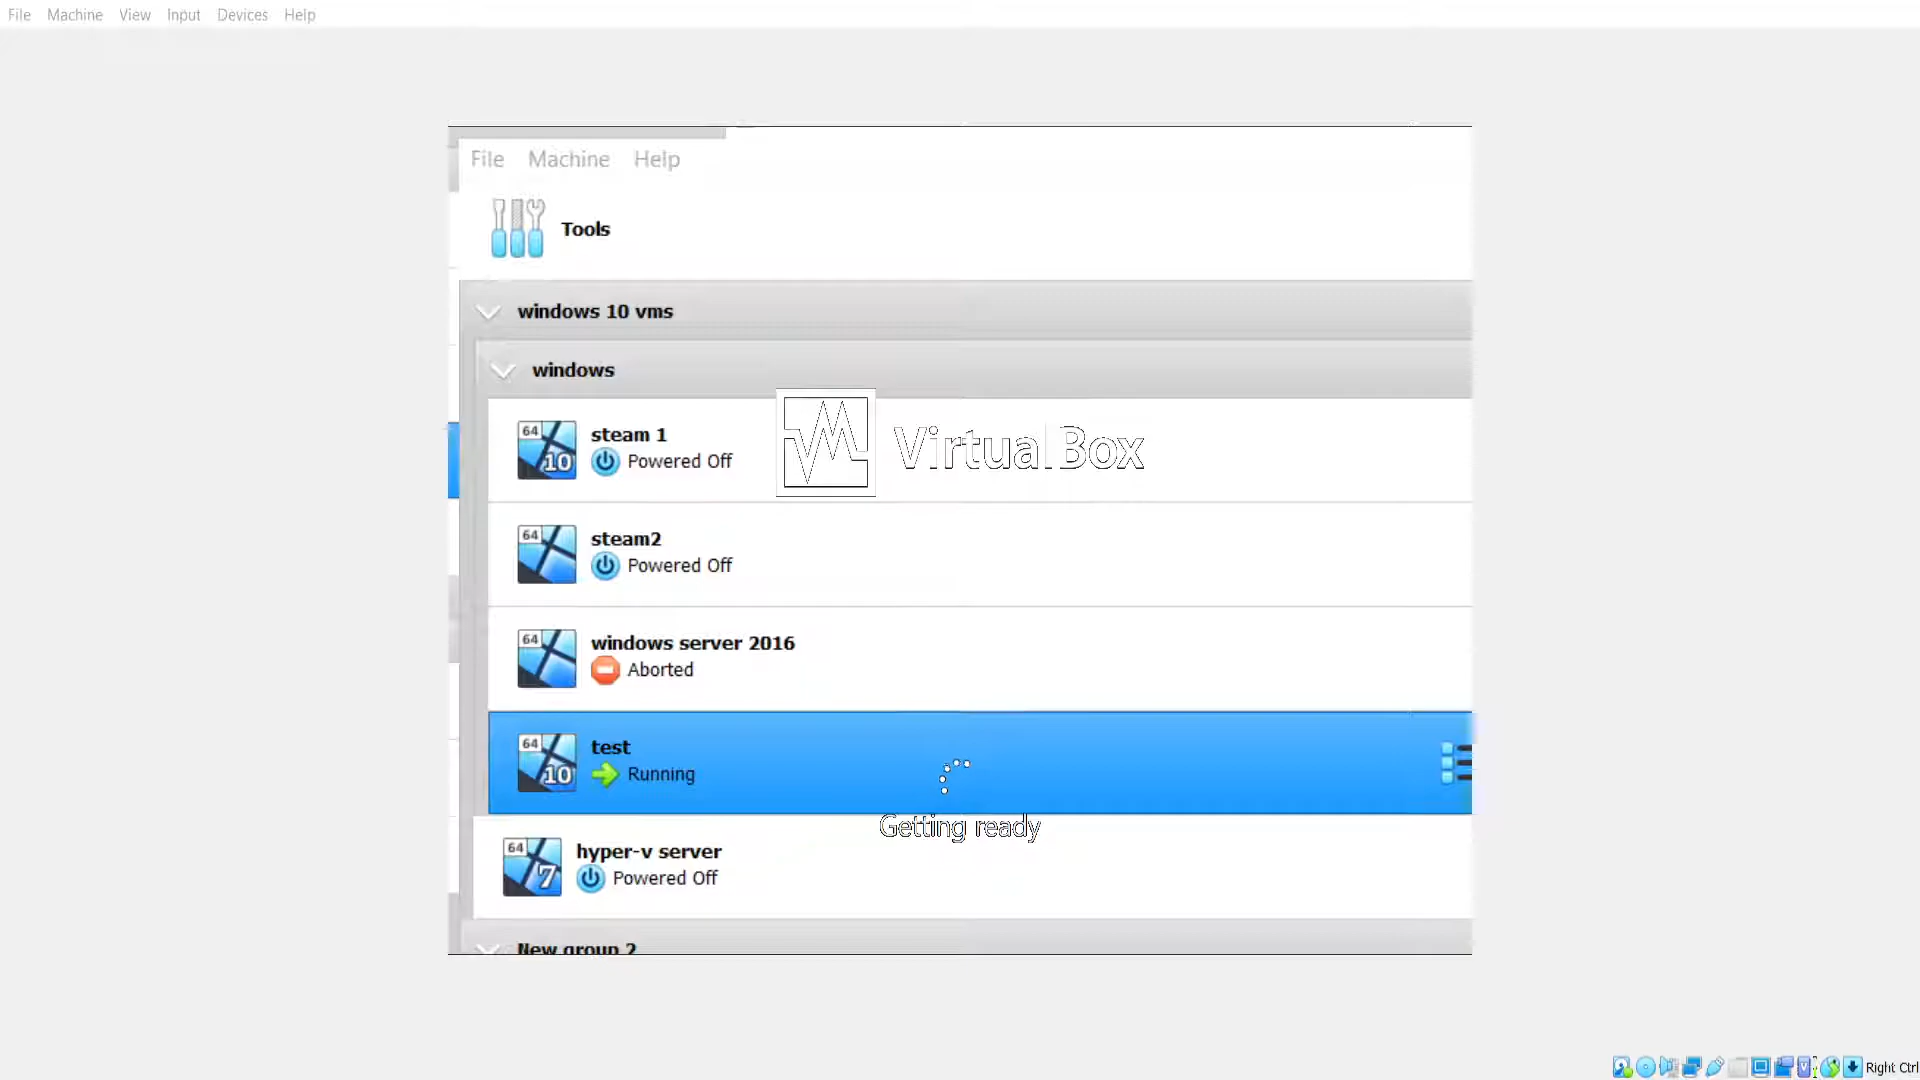 File Machine View Input Devices Help
File Machine Help
Tools
windows 10 vms
windows
64
10
steam 1
Powered Off
VirtualBox
64
steam2
Powered Off
64
windows server 2016
Aborted
64
10
test
Running
Getting ready
64
7
hyper-v server
Powered Off
New group 2
Right Ctrl